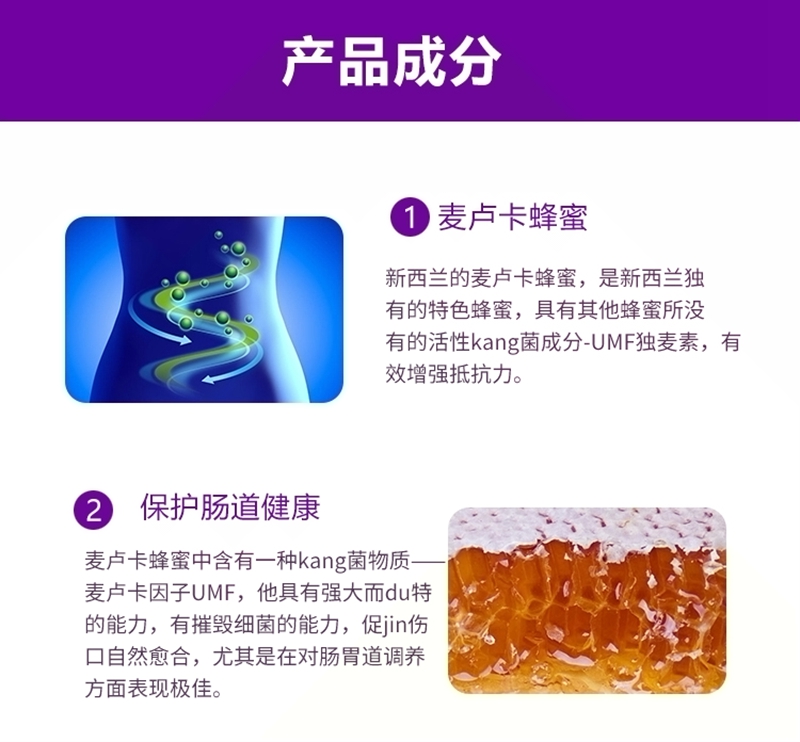 产品成分
1 麦卢卡蜂蜜
新西兰的麦卢卡蜂蜜，是新西兰独
有的特色蜂蜜，具有其他蜂蜜所没
有的活性kang菌成分-UMF独麦素，有
效增强抵抗力。
2 保护肠道健康
麦卢卡蜂蜜中含有一种kang菌物质——
麦卢卡因子UMF，他具有强大而du特
的能力，有摧毁细菌的能力，促jin伤
口自然愈合，尤其是在对肠胃道调养
方面表现极佳。